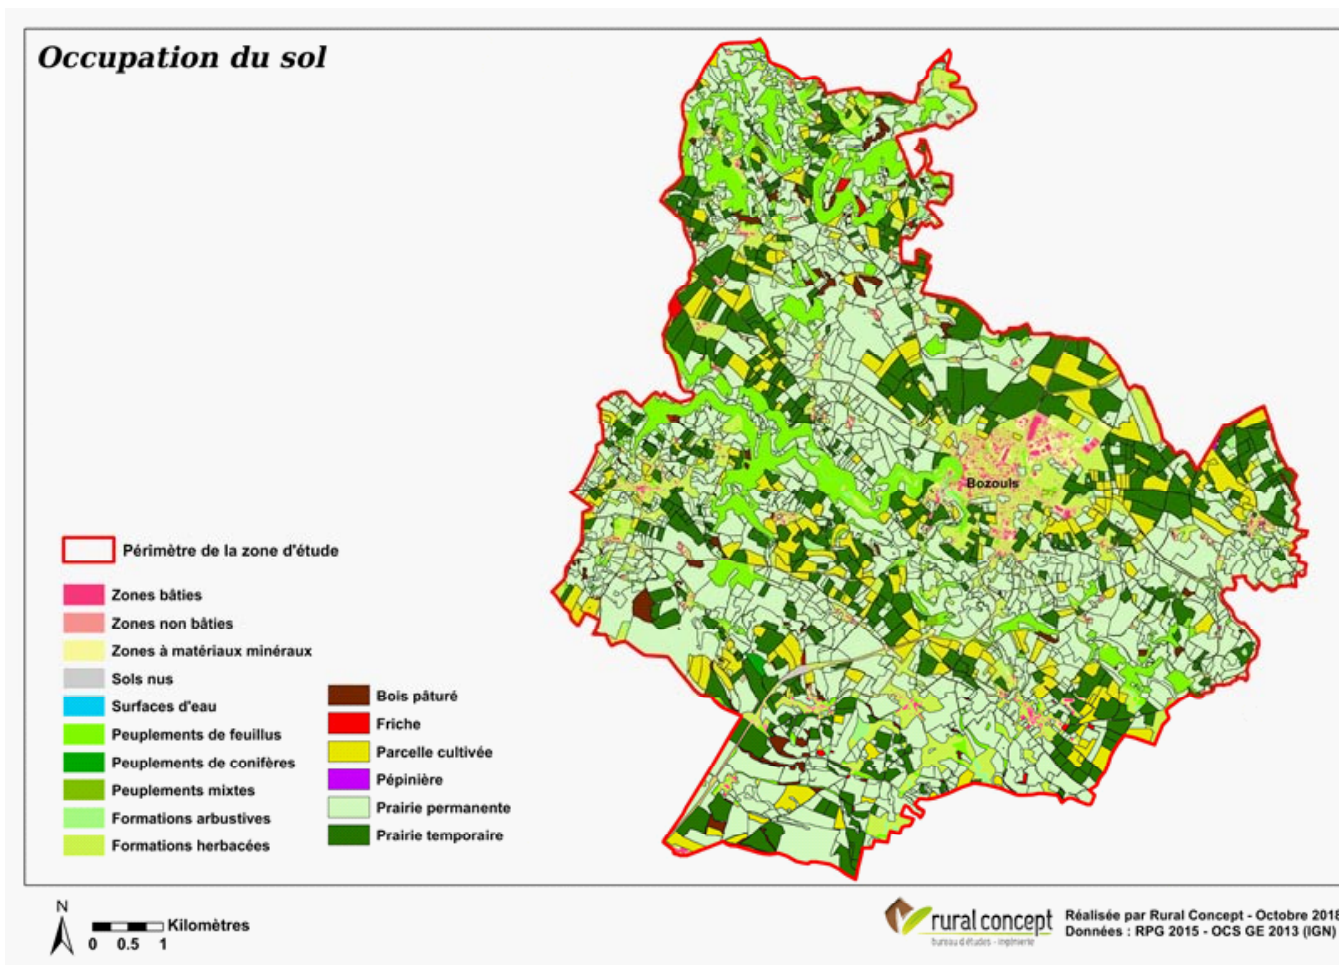 Occupation du sol
Bozouls
Périmètre de la zone d'étude
Zones bâties
Zones non bâties
Zones à matériaux minéraux
Sols nus
Surfaces d'eau
Peuplements de feuillus
Peuplements de conifères
Peuplements mixtes
Formations arbustives
Formations herbacées
Bois pâturé
Friche
Parcelle cultivée
Pépinière
Prairie permanente
Prairie temporaire
N
Kilomètres
0 0.5 1
rural concept
bureau d'études - ingénierie
Réalisée par Rural Concept - Octobre 2018
Données : RPG 2015 - OCS GE 2013 (IGN)